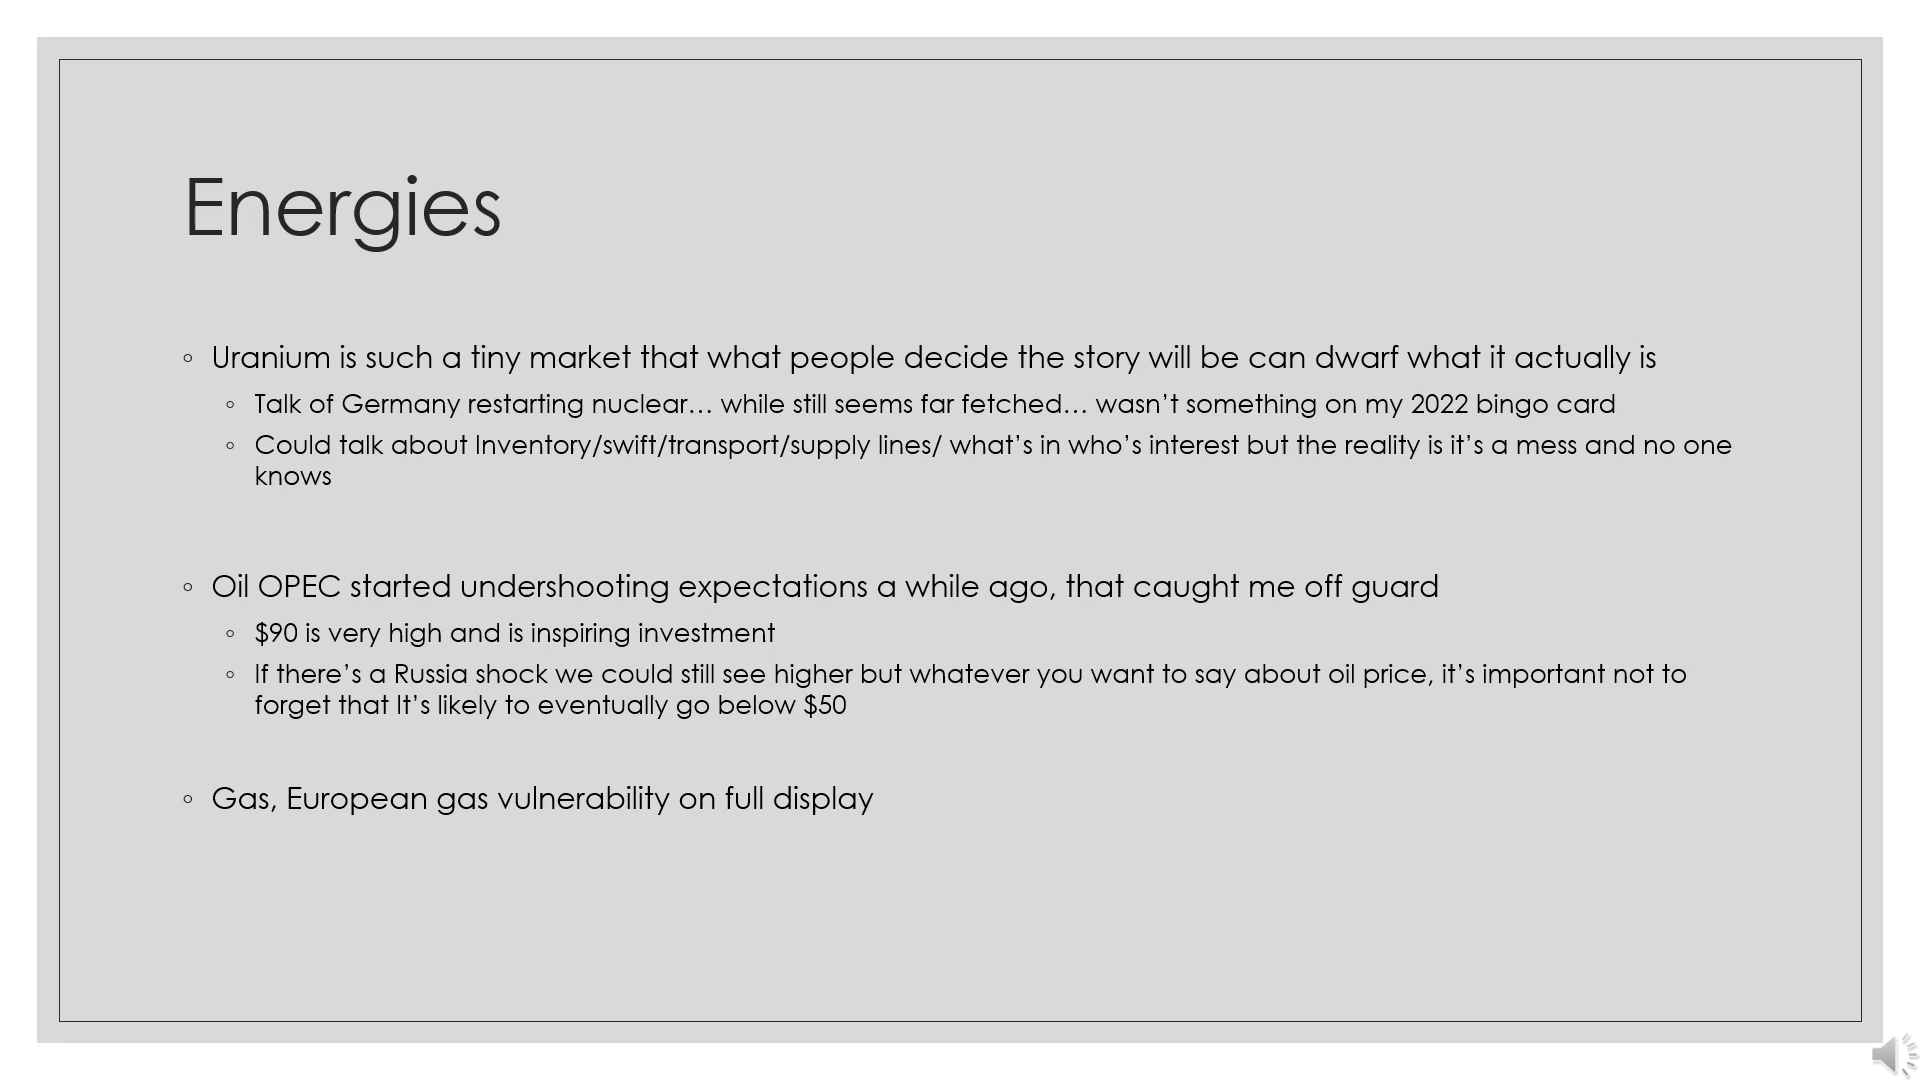 Energies
◦ Uranium is such a tiny market that what people decide the story will be can dwarf what it actually is
◦ Talk of Germany restarting nuclear… while still seems far fetched… wasn’t something on my 2022 bingo card
◦ Could talk about Inventory/swift/transport/supply lines/ what’s in who’s interest but the reality is it’s a mess and no one
knows
◦ Oil OPEC started undershooting expectations a while ago, that caught me off guard
◦ $90 is very high and is inspiring investment
◦ If there’s a Russia shock we could still see higher but whatever you want to say about oil price, it’s important not to
forget that It’s likely to eventually go below $50
◦ Gas, European gas vulnerability on full display